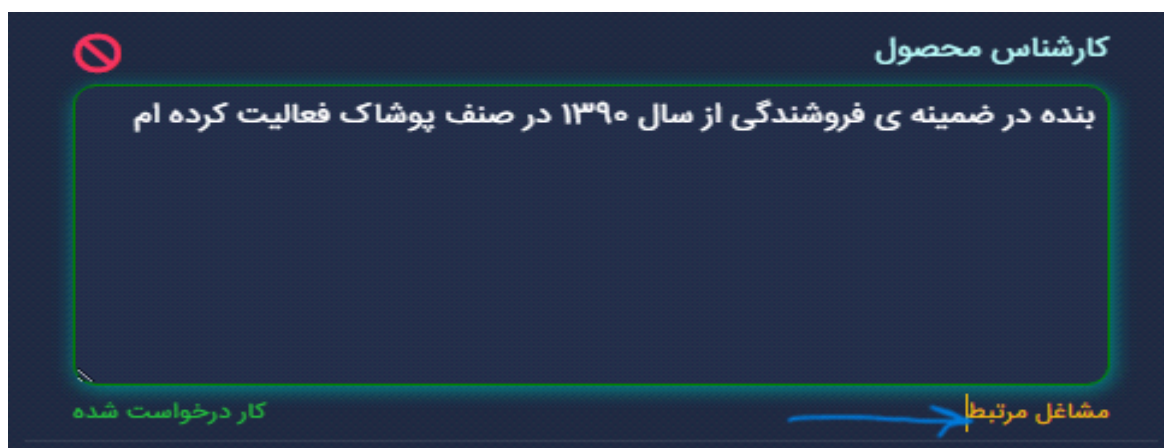 کارشناس محصول
بنده در ضمینه ی فروشندگی از سال ۱۳۹۰ در صنف پوشاک فعالیت کرده ام
مشاغل مرتبط
کار درخواست شده